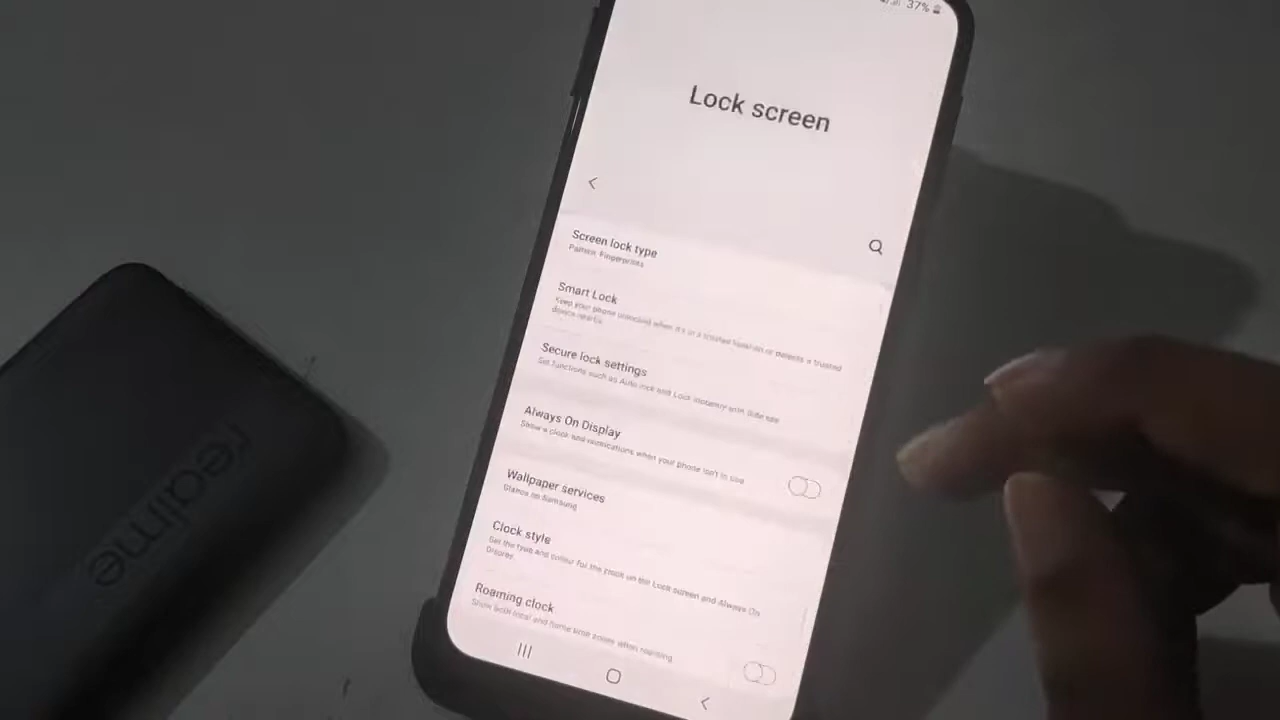 37%
Lock screen
Screen lock type
Pattern, Fingerprints
Smart Lock
Keep your phone unlocked when it's in a trusted location or detects a trusted
device nearby.
Secure lock settings
Set functions such as Auto lock and Lock instantly with Side key.
Always On Display
Show a clock and notifications when your phone isn't in use.
Wallpaper services
Glance on Samsung
Clock style
Set the type and colour for the clock on the Lock screen and Always On
Display.
Roaming clock
Show both local and home time zones when roaming.
realme